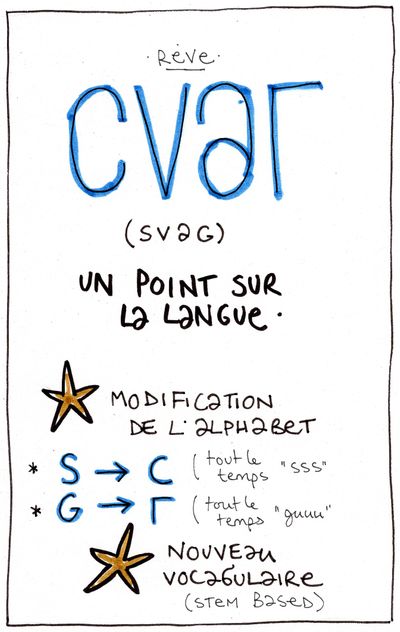 · Rêve ·
cvaг
(svaG)
UN POINT SUR
La LaNGUE.
MODIFICaTION
DE L'aLPHaBET
* S → C (tout le temps "sss"
* G → Г (tout le temps "guuu"
NOUVEaU
VOCaBULaIRE
(STEM BaSED)